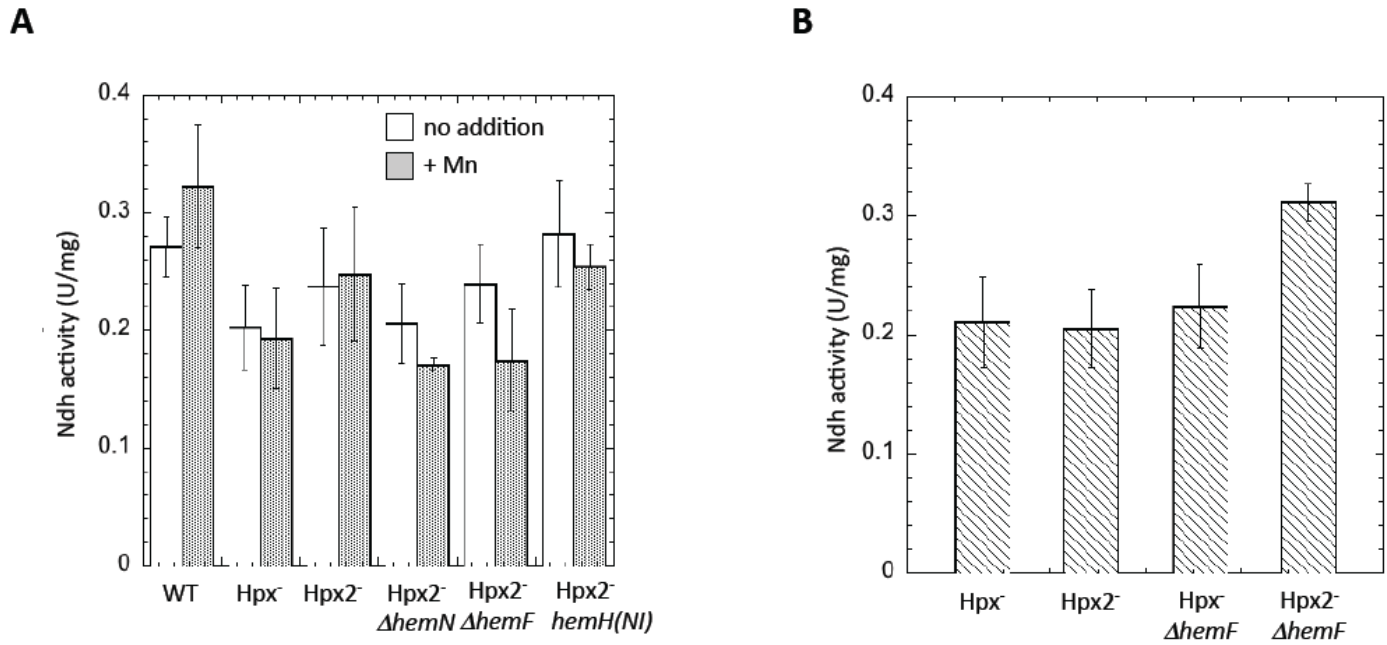 A
B
0.4
0.3
0.2
0.1
0
Ndh activity (U/mg)
no addition
+ Mn
WT
Hpx-
Hpx2-
Hpx2-
ΔhemN
Hpx2-
ΔhemF
Hpx2-
hemH(NI)
0.4
0.3
0.2
0.1
0
Ndh activity (U/mg)
Hpx-
Hpx2-
Hpx-
ΔhemF
Hpx2-
ΔhemF